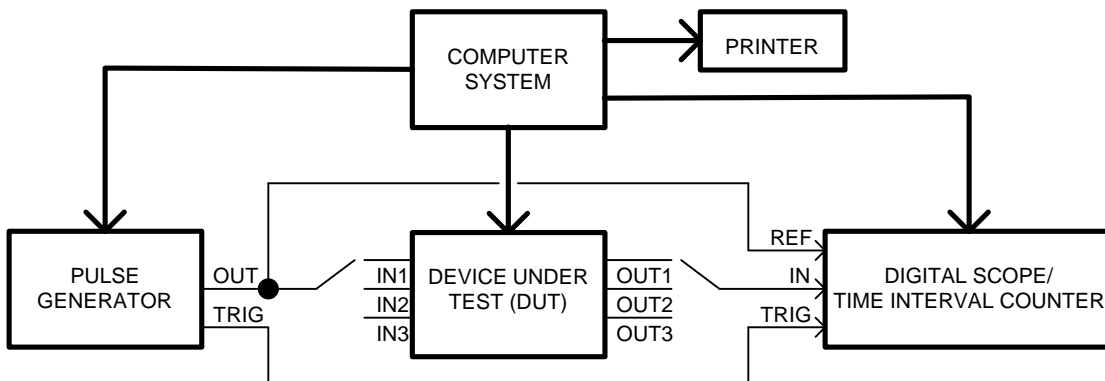 COMPUTER
SYSTEM
PRINTER
PULSE
GENERATOR
OUT
TRIG
IN1
IN2
IN3
DEVICE UNDER
TEST (DUT)
OUT1
OUT2
OUT3
REF
IN
TRIG
DIGITAL SCOPE/
TIME INTERVAL COUNTER